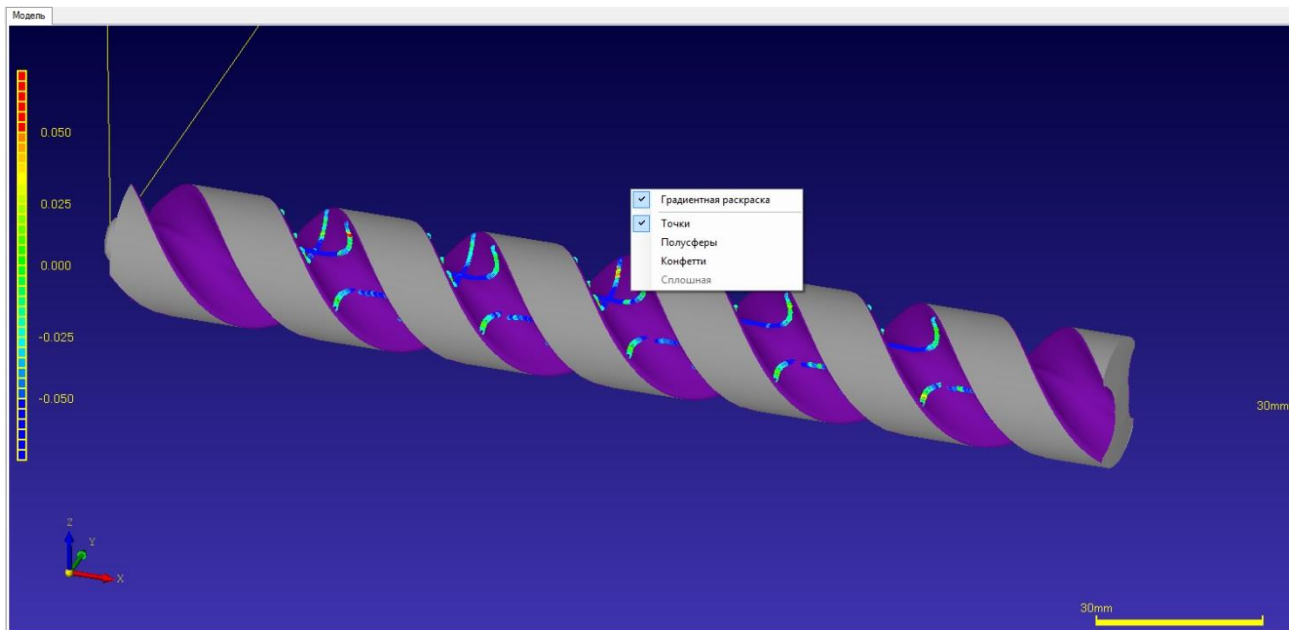 Модель
0.050
0.025
0.000
-0.025
-0.050
Градиентная раскраска
Точки
Полусферы
Конфетти
Сплошная
30mm
Z
Y
X
30mm